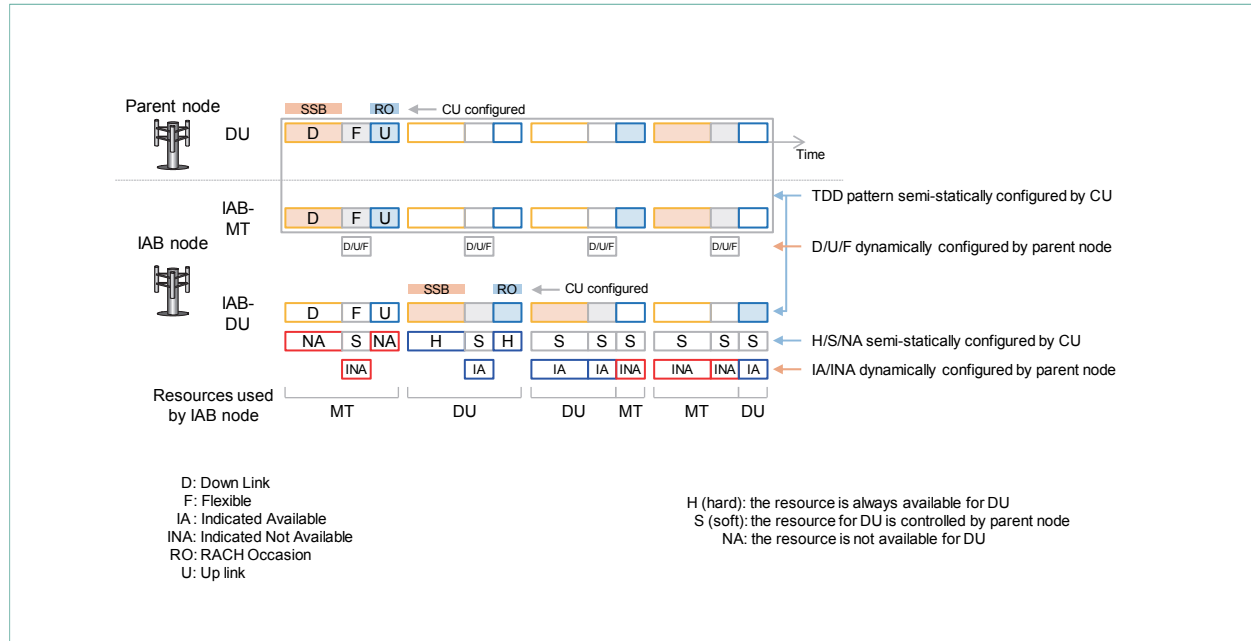 SSB RO CU configured
Parent node
DU D F U
Time
TDD pattern semi-statically configured by CU
IAB-
MT D F U
IAB node
D/U/F D/U/F D/U/F D/U/F D/U/F dynamically configured by parent node
SSB RO CU configured
IAB-
DU D F U
NA S NA H S H S S S S S S H/S/NA semi-statically configured by CU
INA IA IA IA INA INA INA IA IA/INA dynamically configured by parent node
Resources used
by IAB node
MT DU DU MT MT DU
D: Down Link
F: Flexible
IA: Indicated Available
INA: Indicated Not Available
RO: RACH Occasion
U: Up link
H (hard): the resource is always available for DU
S (soft): the resource for DU is controlled by parent node
NA: the resource is not available for DU